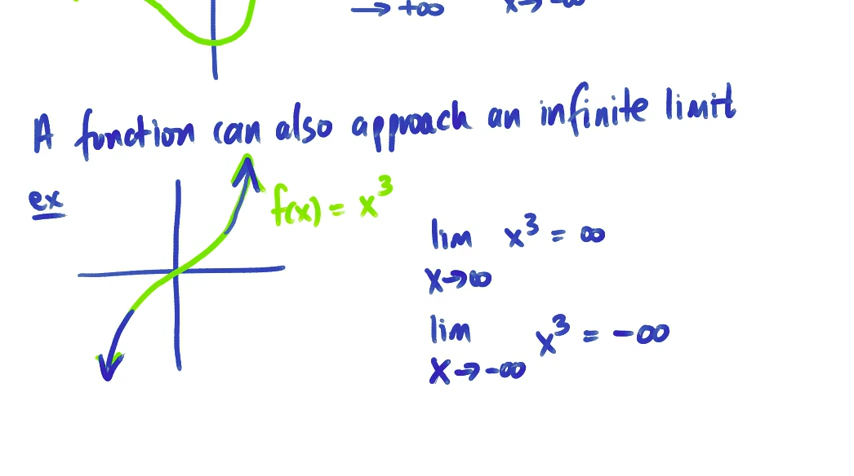 → +∞ x→ -∞
A function can also approach an infinite limit
ex
f(x) = x³
lim x³ = ∞
x→∞
lim x³ = -∞
x→-∞